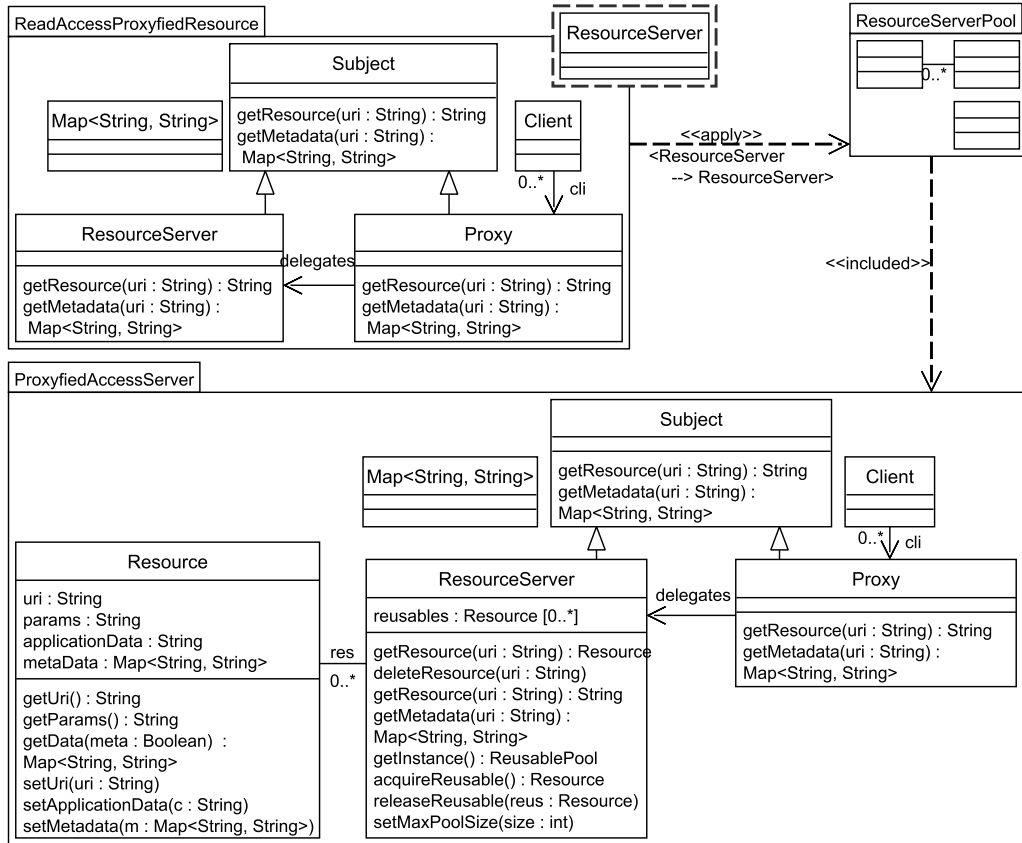 ReadAccessProxyfiedResource
ResourceServer
ResourceServerPool
0..*
Subject
getResource(uri : String) : String
getMetadata(uri : String) :
Map<String, String>
Map<String, String>
Client
0..*
cli
<<apply>>
<ResourceServer
--> ResourceServer>
ResourceServer
getResource(uri : String) : String
getMetadata(uri : String) :
Map<String, String>
delegates
Proxy
getResource(uri : String) : String
getMetadata(uri : String) :
Map<String, String>
<<included>>
ProxyfiedAccessServer
Subject
getResource(uri : String) : String
getMetadata(uri : String) :
Map<String, String>
Map<String, String>
Client
0..*
cli
Resource
uri : String
params : String
applicationData : String
metaData : Map<String, String>
getUri() : String
getParams() : String
getData(meta : Boolean) :
Map<String, String>
setUri(uri : String)
setApplicationData(c : String)
setMetadata(m : Map<String, String>)
res
0..*
ResourceServer
reusables : Resource [0..*]
getResource(uri : String) : Resource
deleteResource(uri : String)
getResource(uri : String) : String
getMetadata(uri : String) :
Map<String, String>
getInstance() : ReusablePool
acquireReusable() : Resource
releaseReusable(reus : Resource)
setMaxPoolSize(size : int)
delegates
Proxy
getResource(uri : String) : String
getMetadata(uri : String) :
Map<String, String>